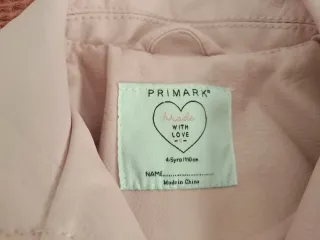 PRIMARK®
Made
WITH
LOVE
4-5yrs/110cm
NAME....................
Made in China